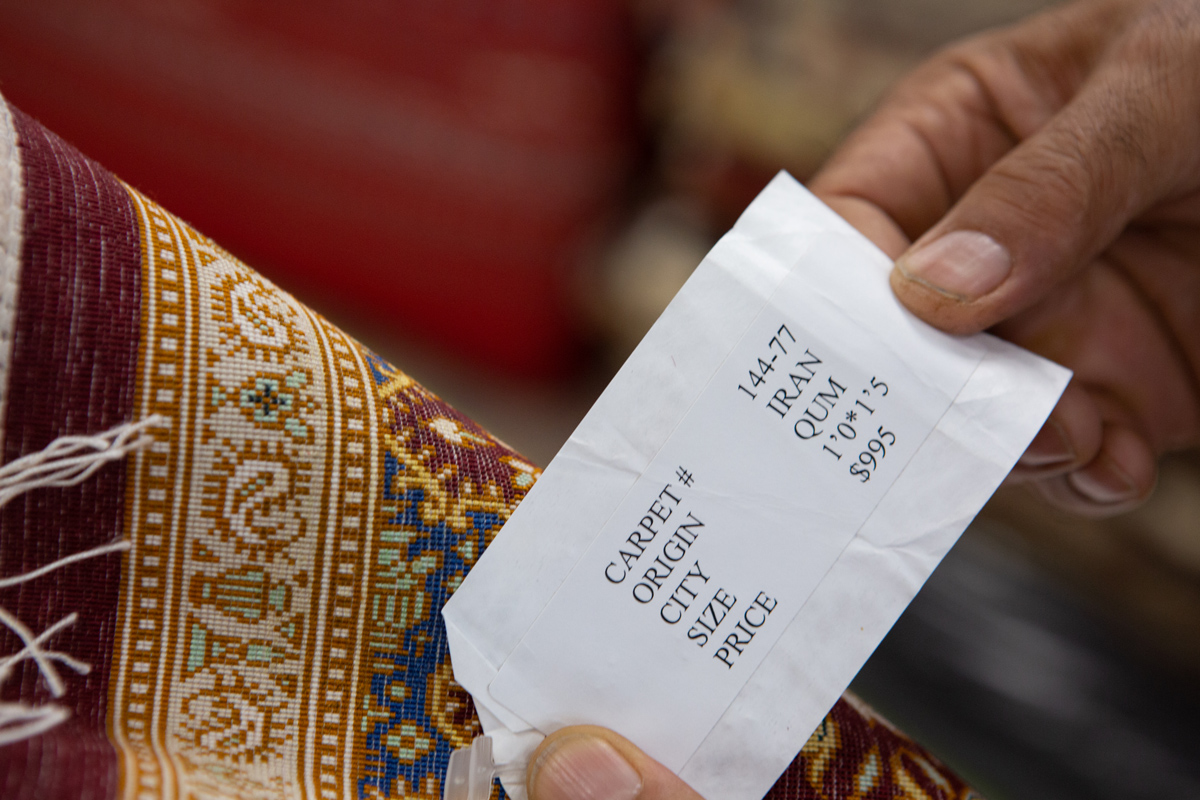 CARPET # 144-77
ORIGIN IRAN
CITY QUM
SIZE 1'0*1'5
PRICE $995